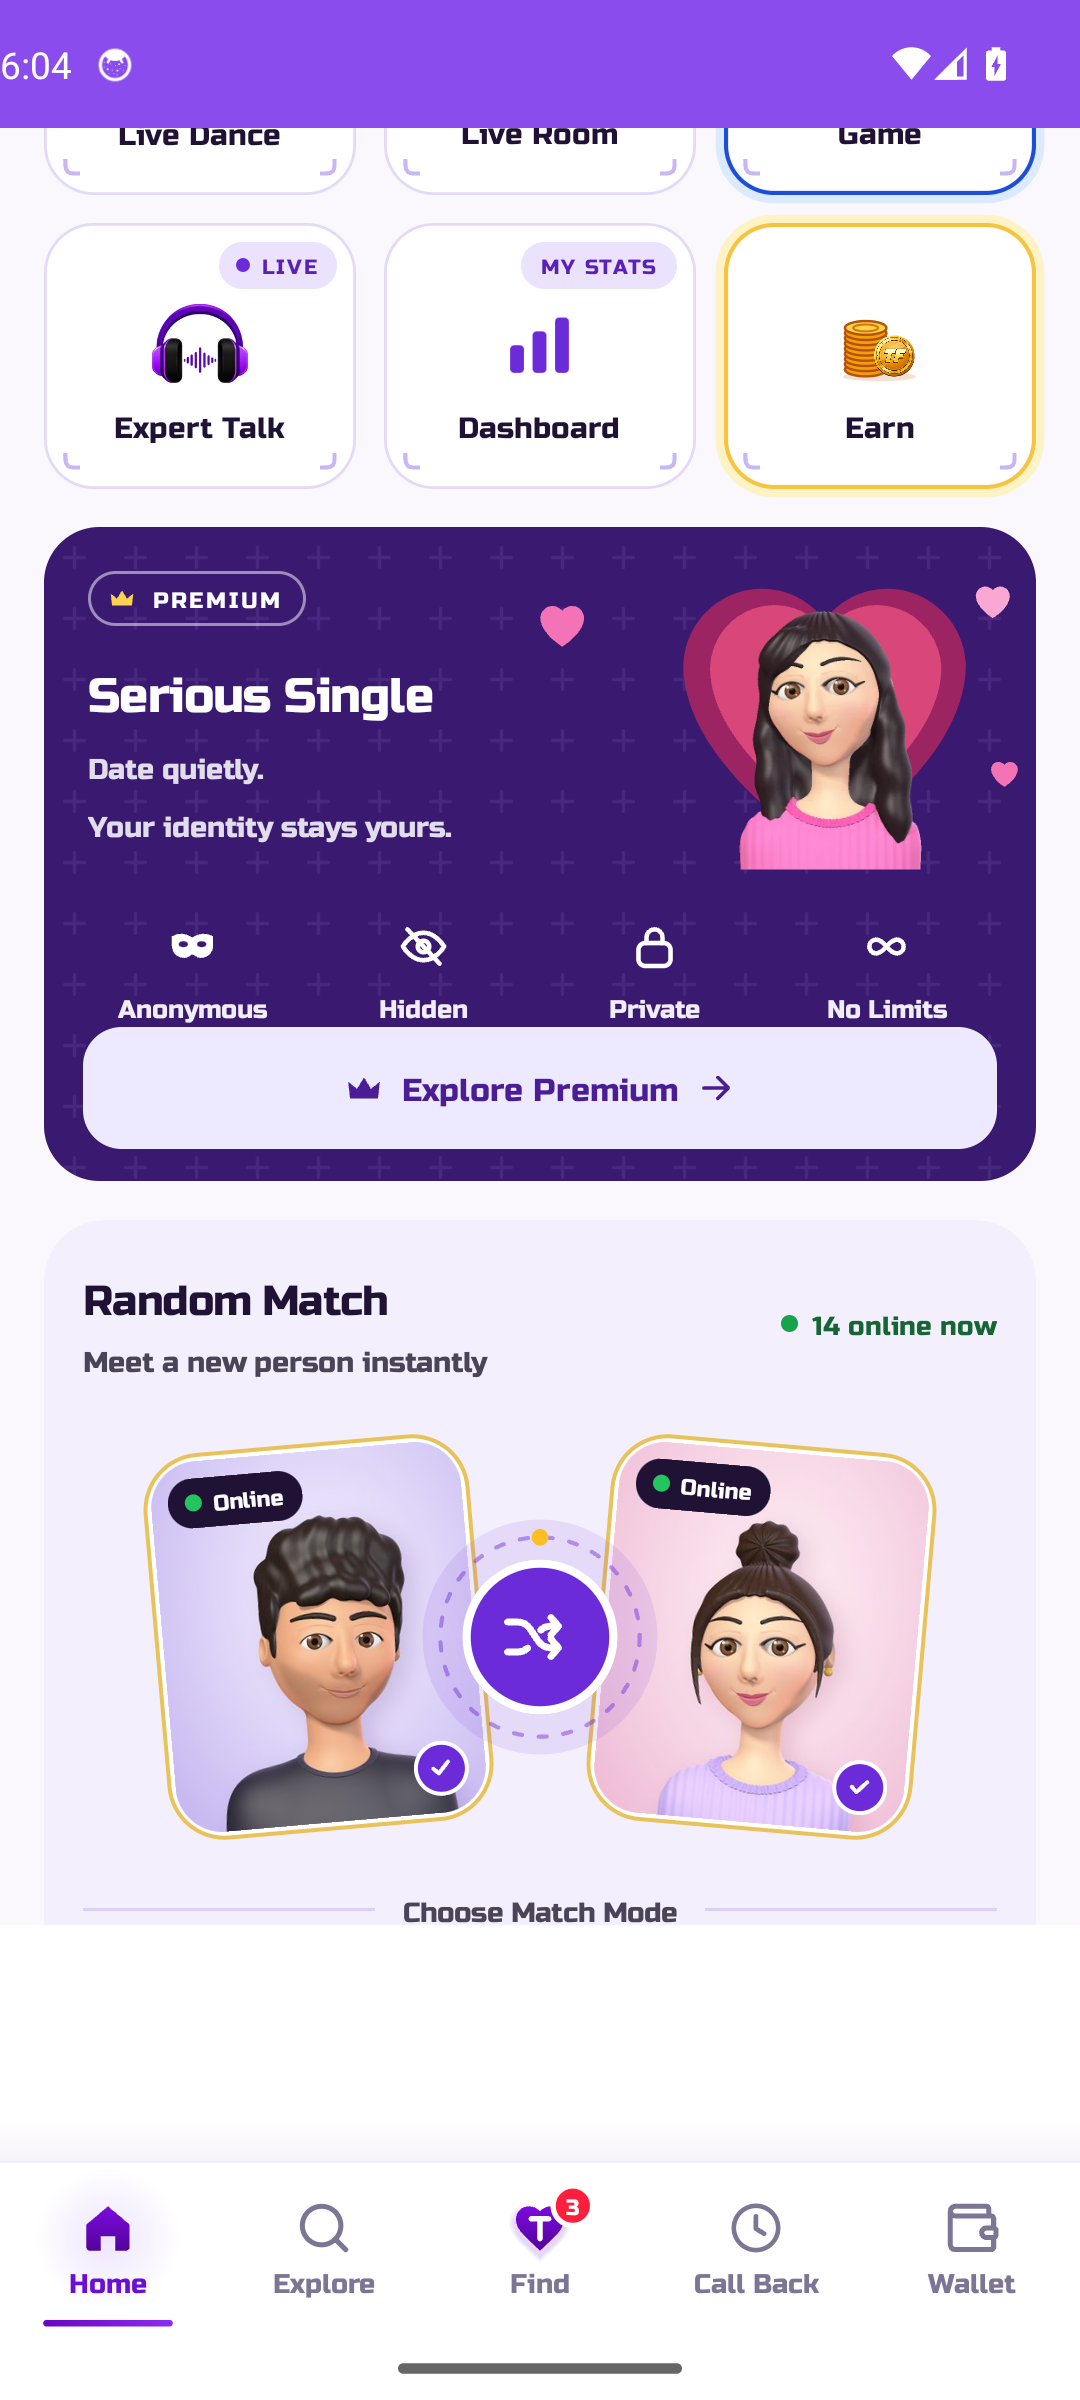 6:04
Live Dance
Live Room
Game
LIVE
MY STATS
Expert Talk
Dashboard
TF
Earn
PREMIUM
Serious Single
Date quietly.
Your identity stays yours.
Anonymous
Hidden
Private
No Limits
Explore Premium
Random Match
14 online now
Meet a new person instantly
Online
Online
Choose Match Mode
T
3
Home
Explore
Find
Call Back
Wallet